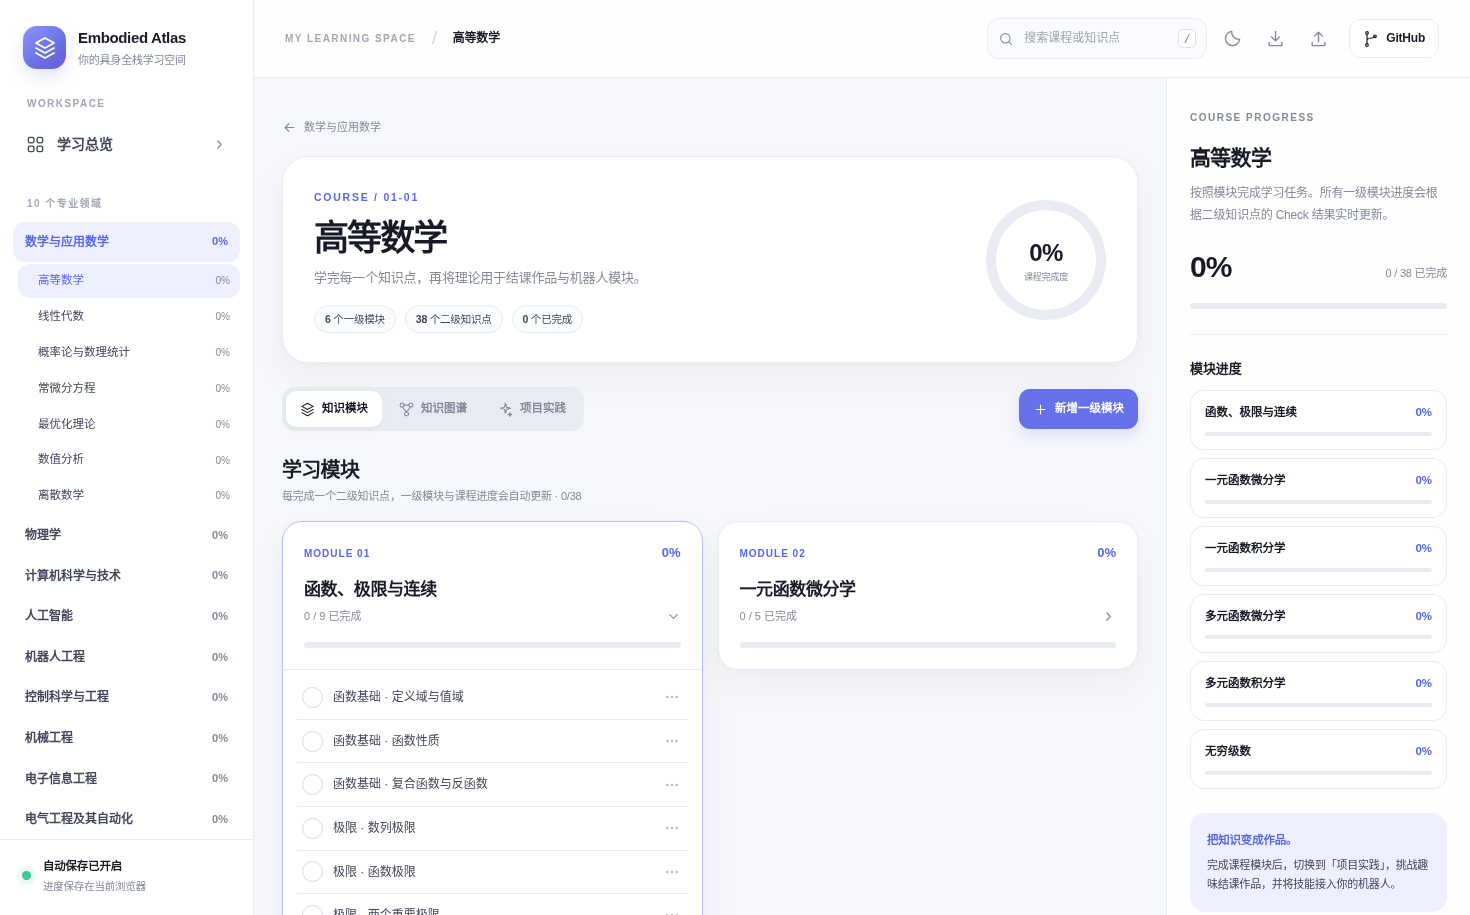 Embodied Atlas
你的具身全栈学习空间
WORKSPACE
学习总览
10 个专业领域
数学与应用数学 0%
高等数学 0%
线性代数 0%
概率论与数理统计 0%
常微分方程 0%
最优化理论 0%
数值分析 0%
离散数学 0%
物理学 0%
计算机科学与技术 0%
人工智能 0%
机器人工程 0%
控制科学与工程 0%
机械工程 0%
电子信息工程 0%
电气工程及其自动化 0%
自动保存已开启
进度保存在当前浏览器
MY LEARNING SPACE / 高等数学
搜索课程或知识点 /
GitHub
数学与应用数学
COURSE / 01-01
高等数学
学完每一个知识点，再将理论用于结课作品与机器人模块。
6 个一级模块 38 个二级知识点 0 个已完成
0%
课程完成度
知识模块 知识图谱 项目实践
新增一级模块
学习模块
每完成一个二级知识点，一级模块与课程进度会自动更新 · 0/38
MODULE 01 0%
函数、极限与连续
0 / 9 已完成
函数基础 · 定义域与值域
函数基础 · 函数性质
函数基础 · 复合函数与反函数
极限 · 数列极限
极限 · 函数极限
极限 · 两个重要极限
MODULE 02 0%
一元函数微分学
0 / 5 已完成
COURSE PROGRESS
高等数学
按照模块完成学习任务。所有一级模块进度会根
据二级知识点的 Check 结果实时更新。
0% 0 / 38 已完成
模块进度
函数、极限与连续 0%
一元函数微分学 0%
一元函数积分学 0%
多元函数微分学 0%
多元函数积分学 0%
无穷级数 0%
把知识变成作品。
完成课程模块后，切换到「项目实践」，挑战趣
味结课作品，并将技能接入你的机器人。